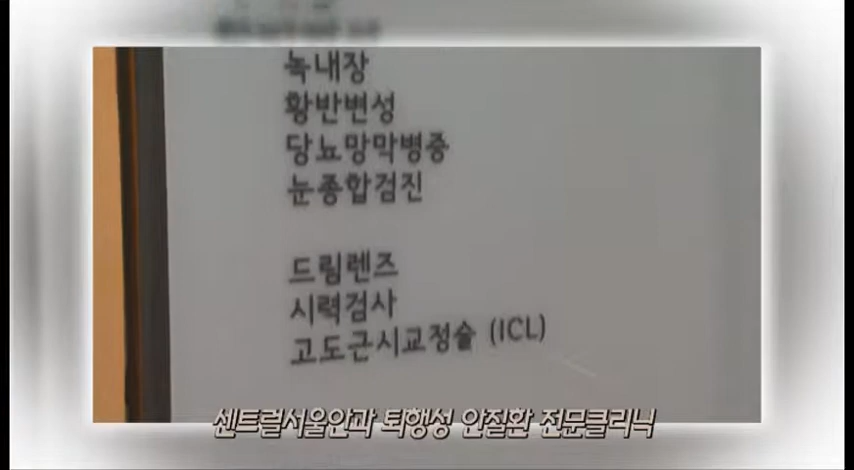 녹내장
황반변성
당뇨망막병증
눈종합검진
드림렌즈
시력검사
고도근시교정술 (ICL)
센트럴서울안과 퇴행성 안질환 전문클리닉